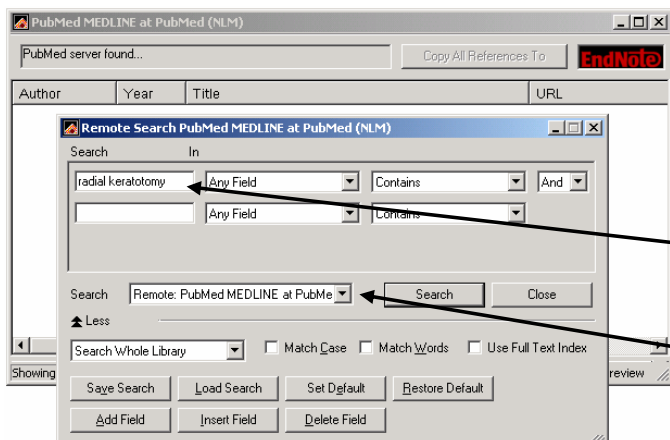 PubMed MEDLINE at PubMed (NLM)
PubMed server found...
Copy All References To
EndNote
Author Year Title URL
Remote Search PubMed MEDLINE at PubMed (NLM)
Search In
radial keratotomy Any Field Contains And
Any Field Contains
Search Remote: PubMed MEDLINE at PubMe Search Close
Less
Search Whole Library Match Case Match Words Use Full Text Index
Showing review
Save Search Load Search Set Default Restore Default
Add Field Insert Field Delete Field